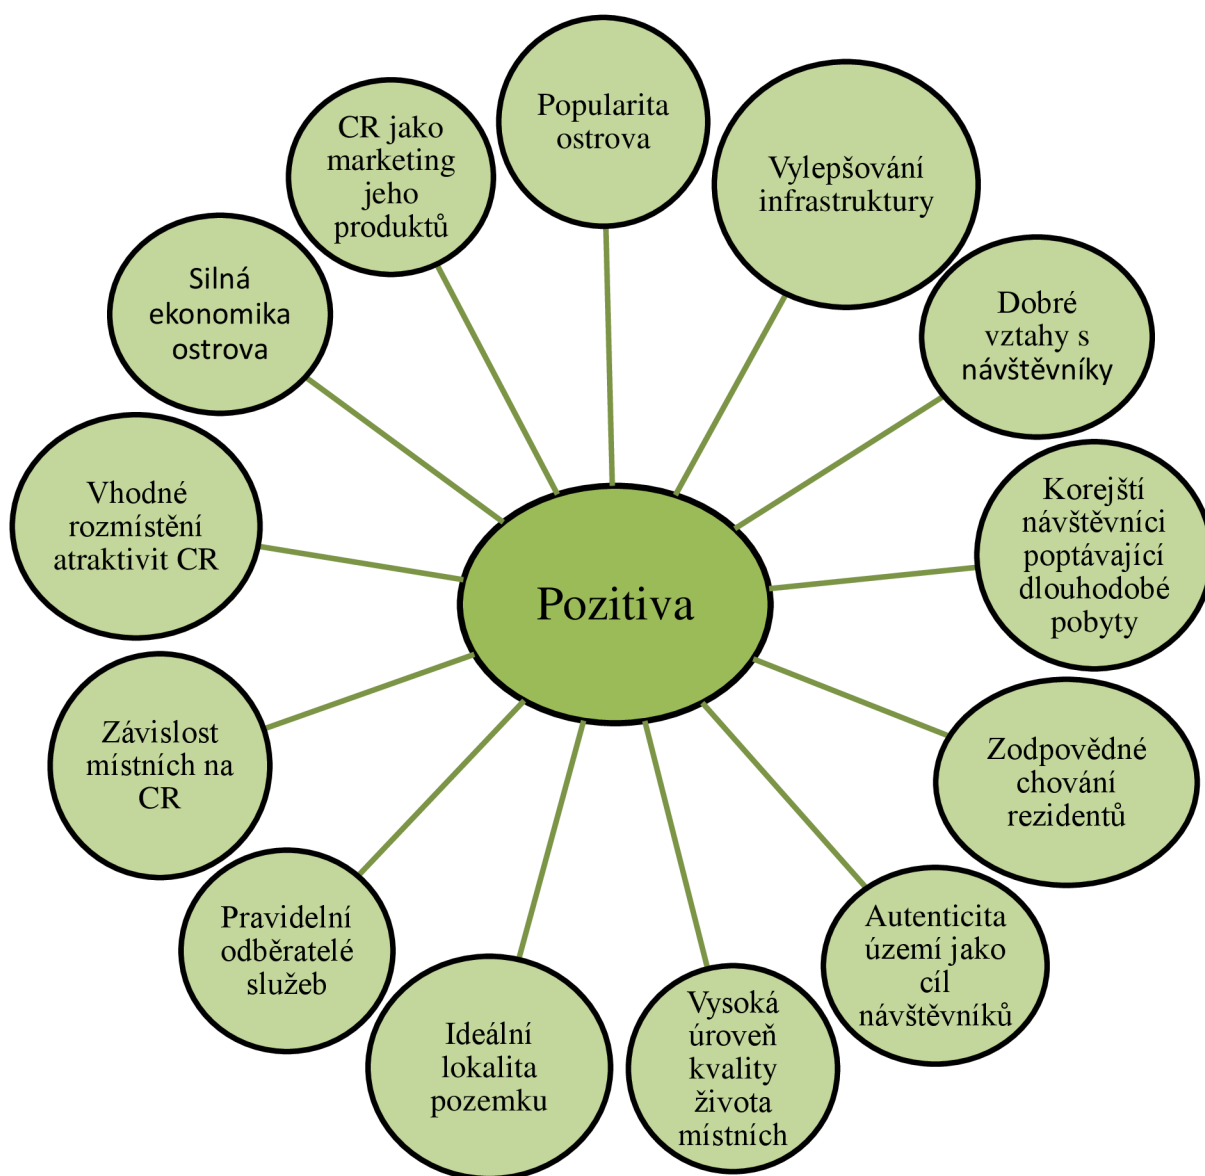 Popularita
ostrova
Vylepšování
infrastruktury
Dobré
vztahy s
návštěvníky
Korejští
návštěvníci
poptávající
dlouhodobé
pobyty
Zodpovědné
chování
rezidentů
Autenticita
území jako
cíl
návštěvníků
Vysoká
úroveň
kvality
života
místních
Ideální
lokalita
pozemku
Pravidelní
odběratelé
služeb
Závislost
místních na
CR
Vhodné
rozmístění
atraktivit CR
Silná
ekonomika
ostrova
CR jako
marketing
jeho
produktů
Pozitiva